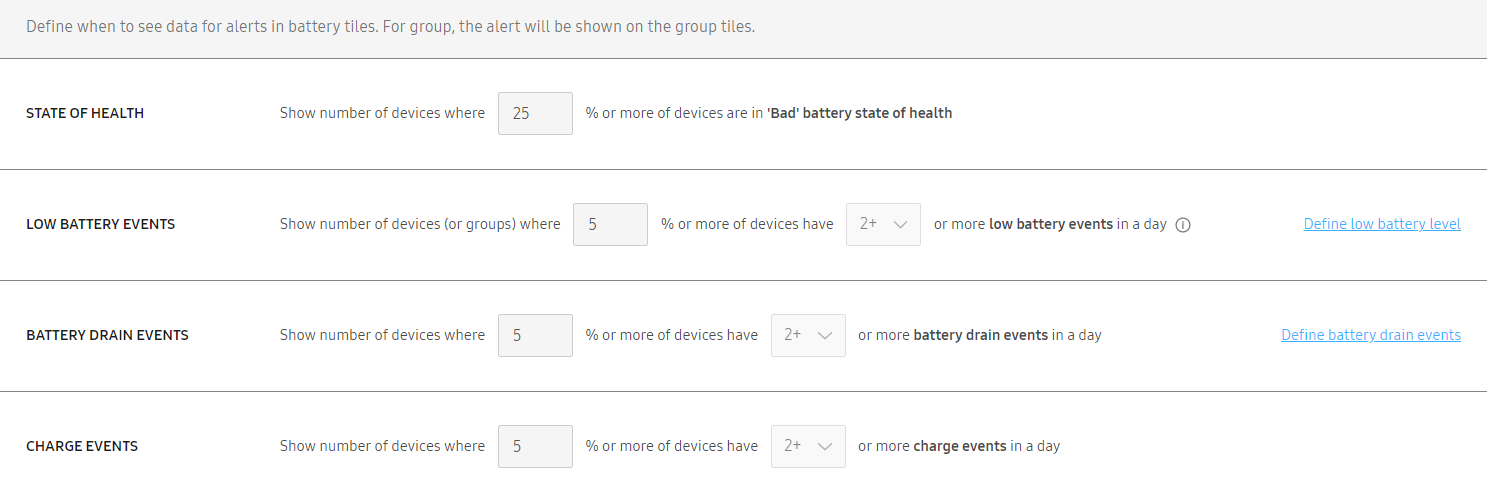 Define when to see data for alerts in battery tiles. For group, the alert will be shown on the group tiles.
STATE OF HEALTH Show number of devices where 25 % or more of devices are in 'Bad' battery state of health
LOW BATTERY EVENTS Show number of devices (or groups) where 5 % or more of devices have 2+ or more low battery events in a day Define low battery level
BATTERY DRAIN EVENTS Show number of devices where 5 % or more of devices have 2+ or more battery drain events in a day Define battery drain events
CHARGE EVENTS Show number of devices where 5 % or more of devices have 2+ or more charge events in a day